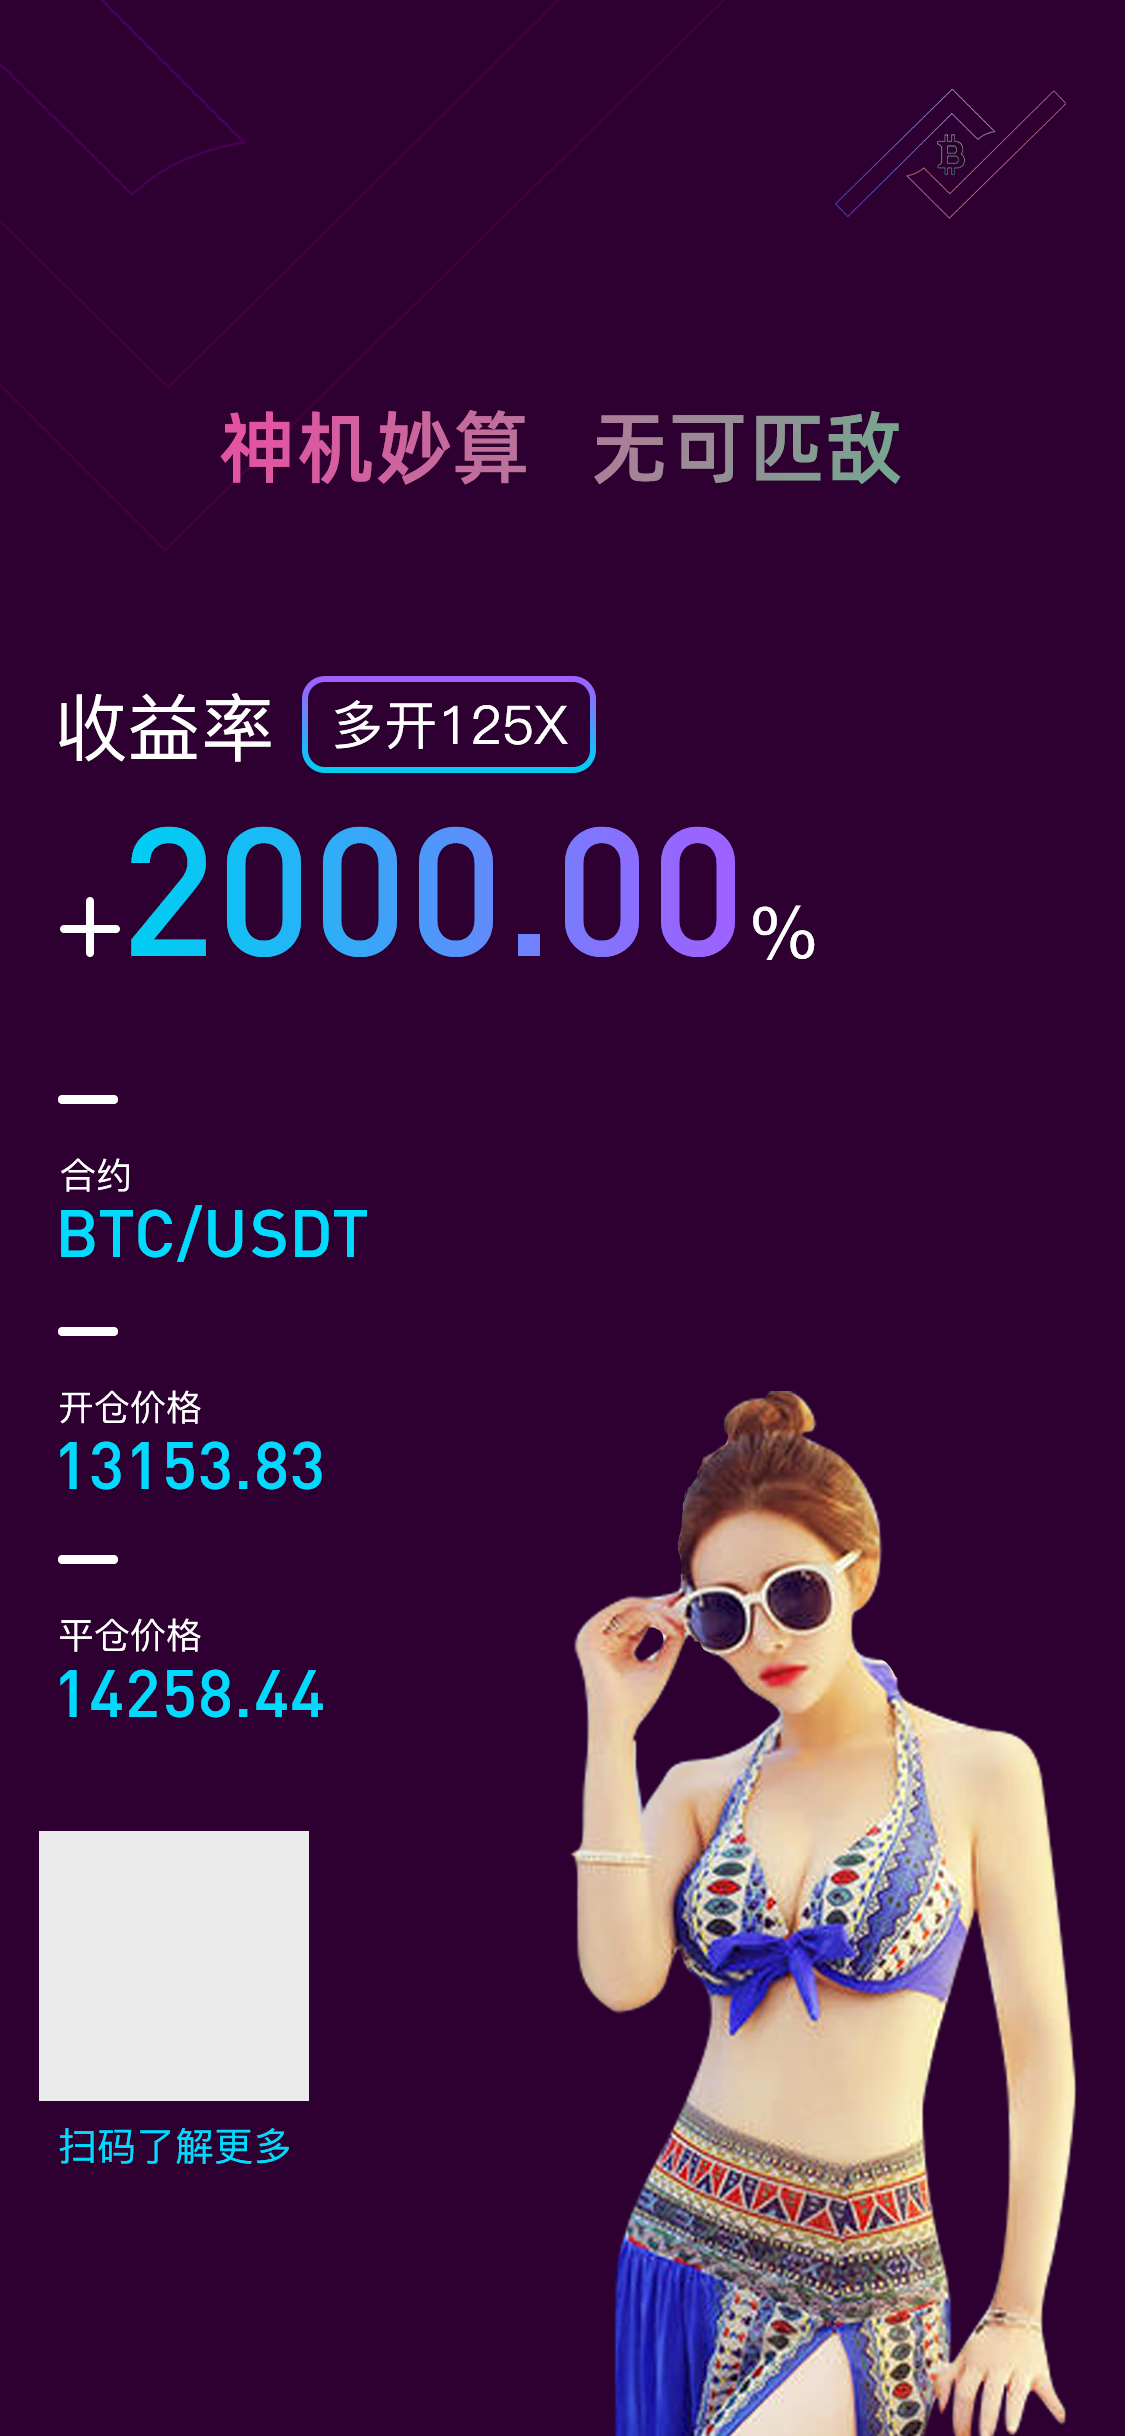 神机妙算 无可匹敌
收益率 多开125X
+2000.00%
合约
BTC/USDT
开仓价格
13153.83
平仓价格
14258.44
扫码了解更多